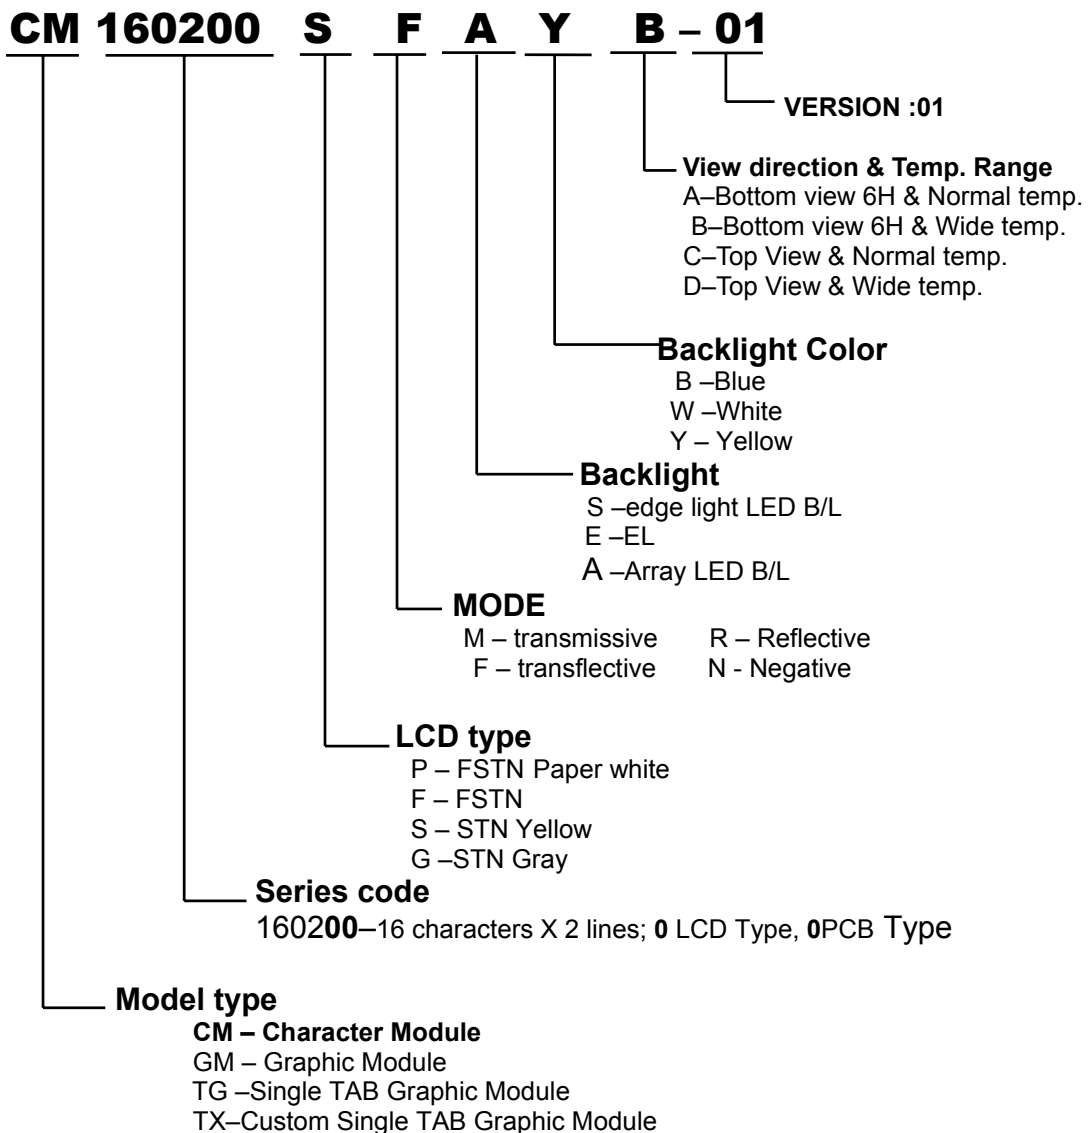 CM 160200 S F A Y B – 01
VERSION :01
View direction & Temp. Range
A–Bottom view 6H & Normal temp.
B–Bottom view 6H & Wide temp.
C–Top View & Normal temp.
D–Top View & Wide temp.
Backlight Color
B –Blue
W –White
Y – Yellow
Backlight
S –edge light LED B/L
E –EL
A –Array LED B/L
MODE
M – transmissive R – Reflective
F – transflective N - Negative
LCD type
P – FSTN Paper white
F – FSTN
S – STN Yellow
G –STN Gray
Series code
160200–16 characters X 2 lines; 0 LCD Type, 0PCB Type
Model type
CM – Character Module
GM – Graphic Module
TG –Single TAB Graphic Module
TX–Custom Single TAB Graphic Module